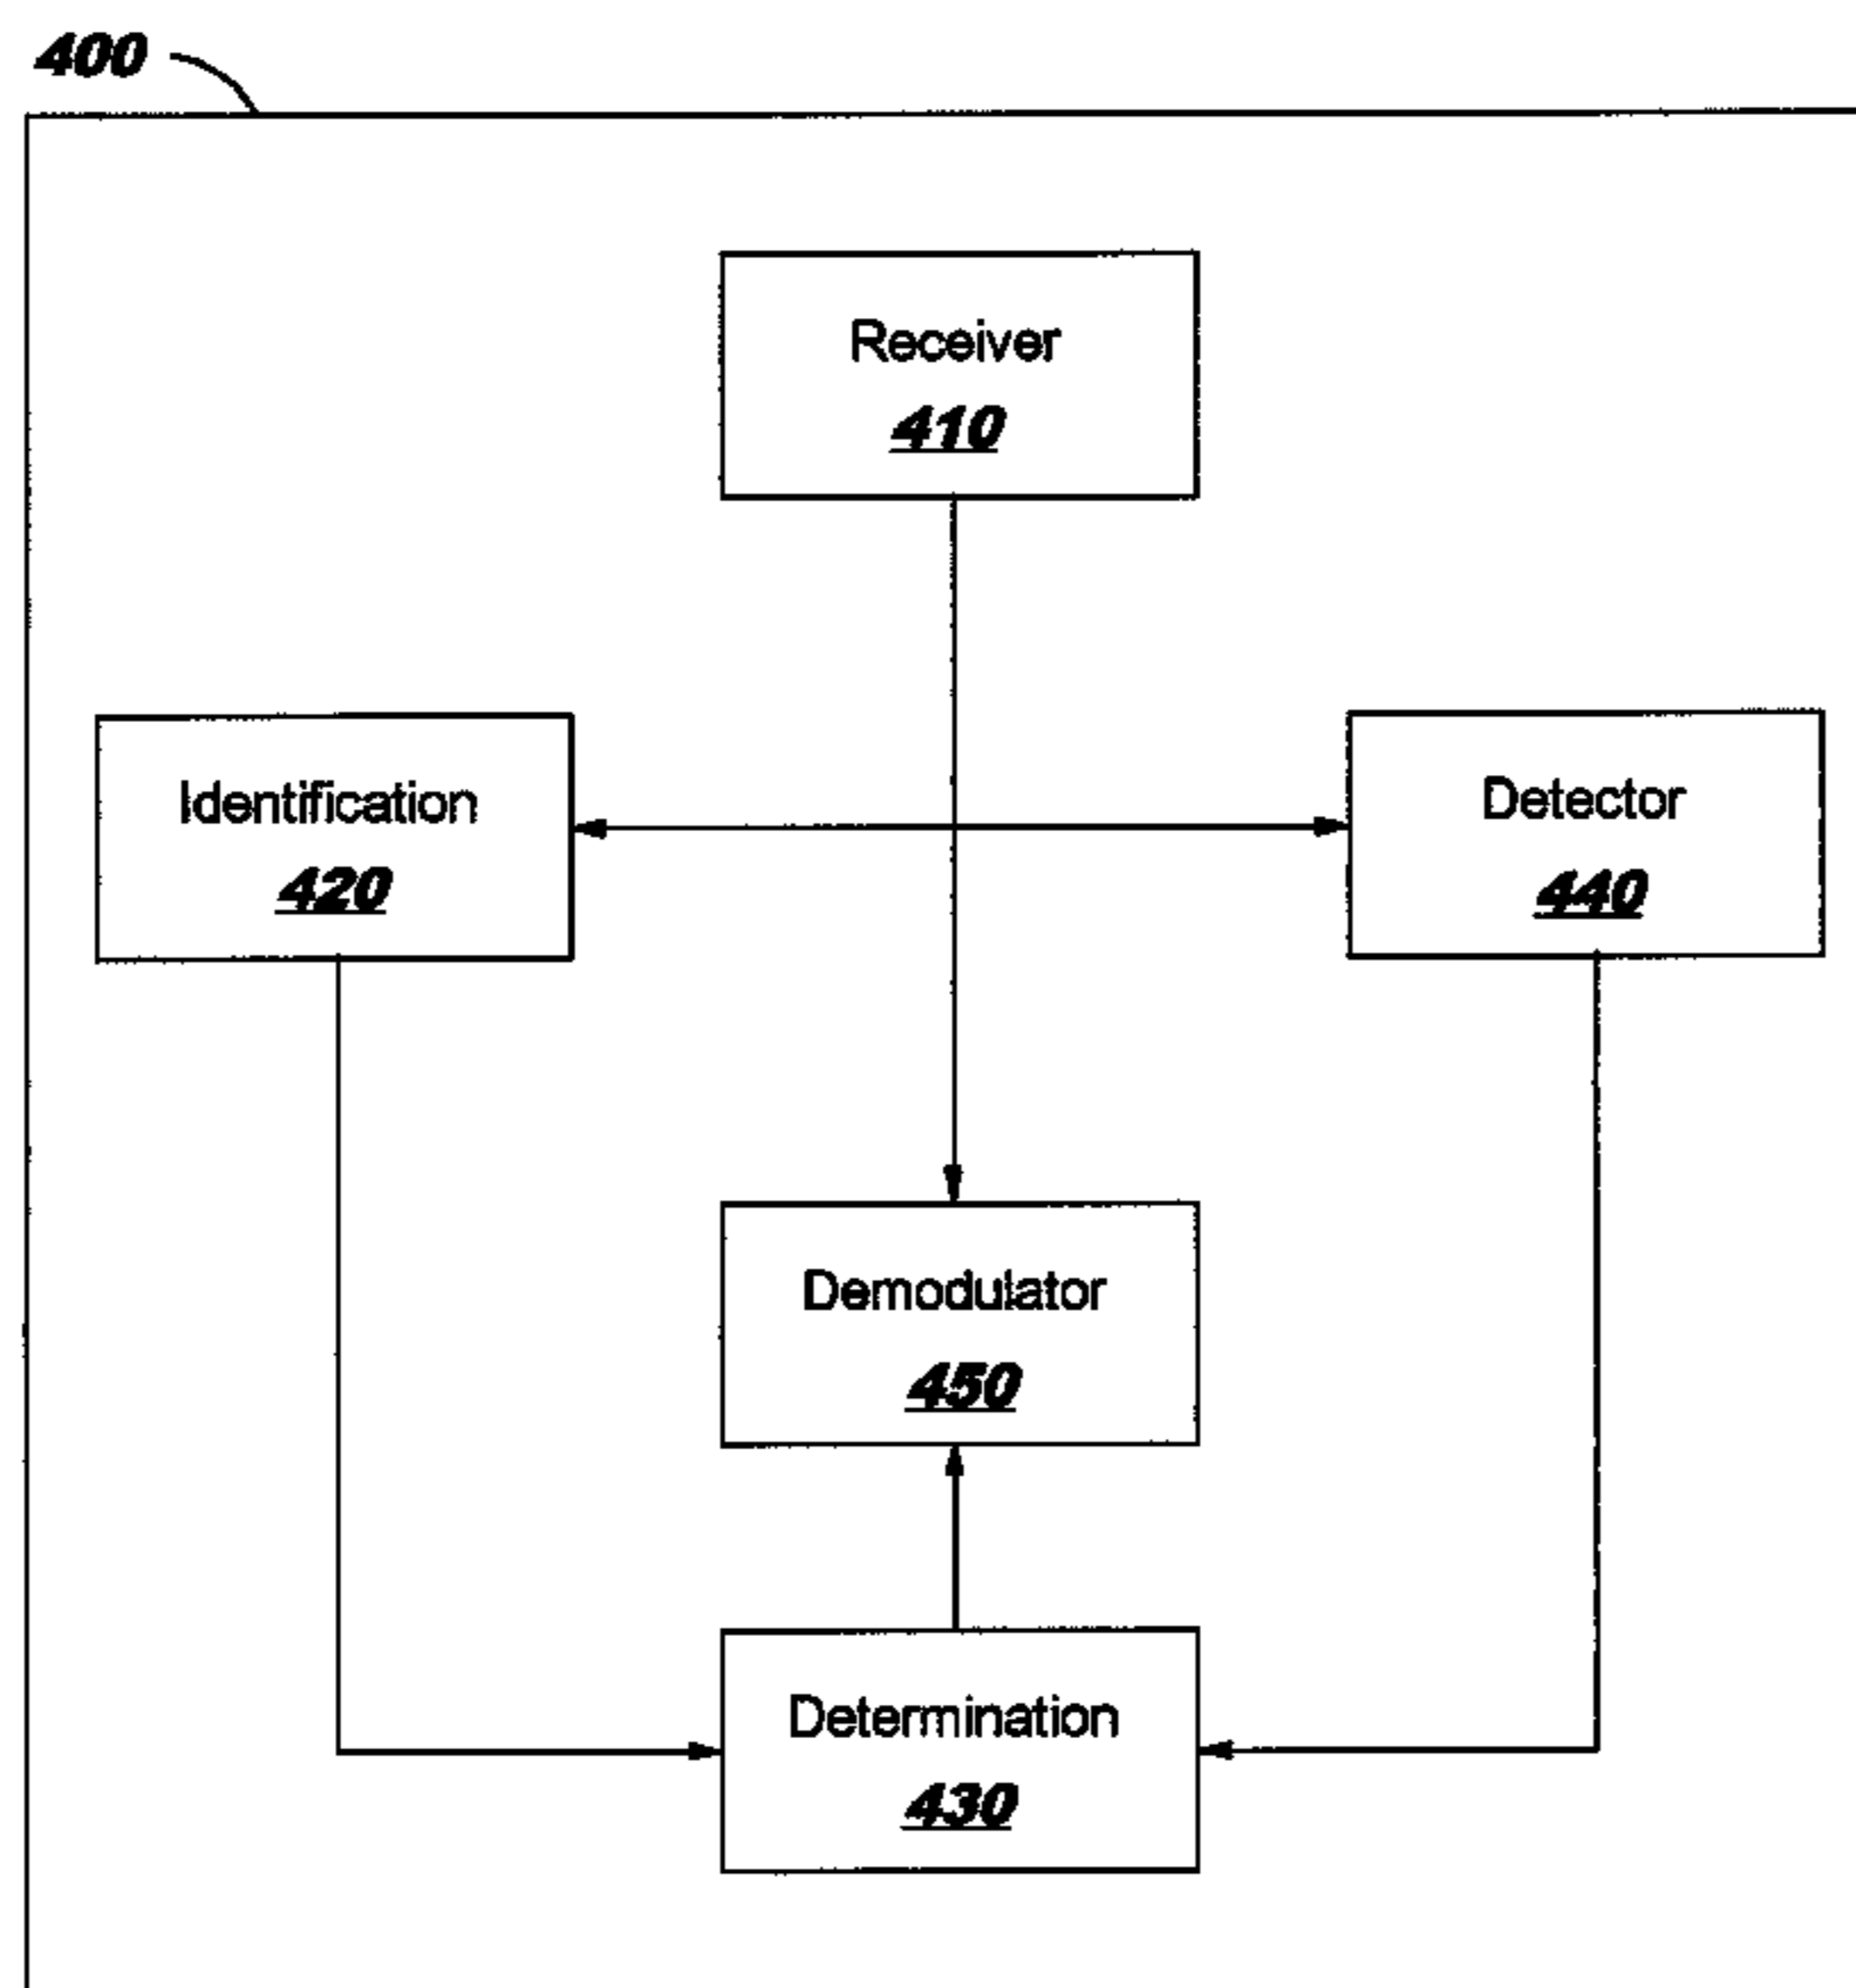 400
Receiver
410
Identification
420
Detector
440
Demodulator
450
Determination
430